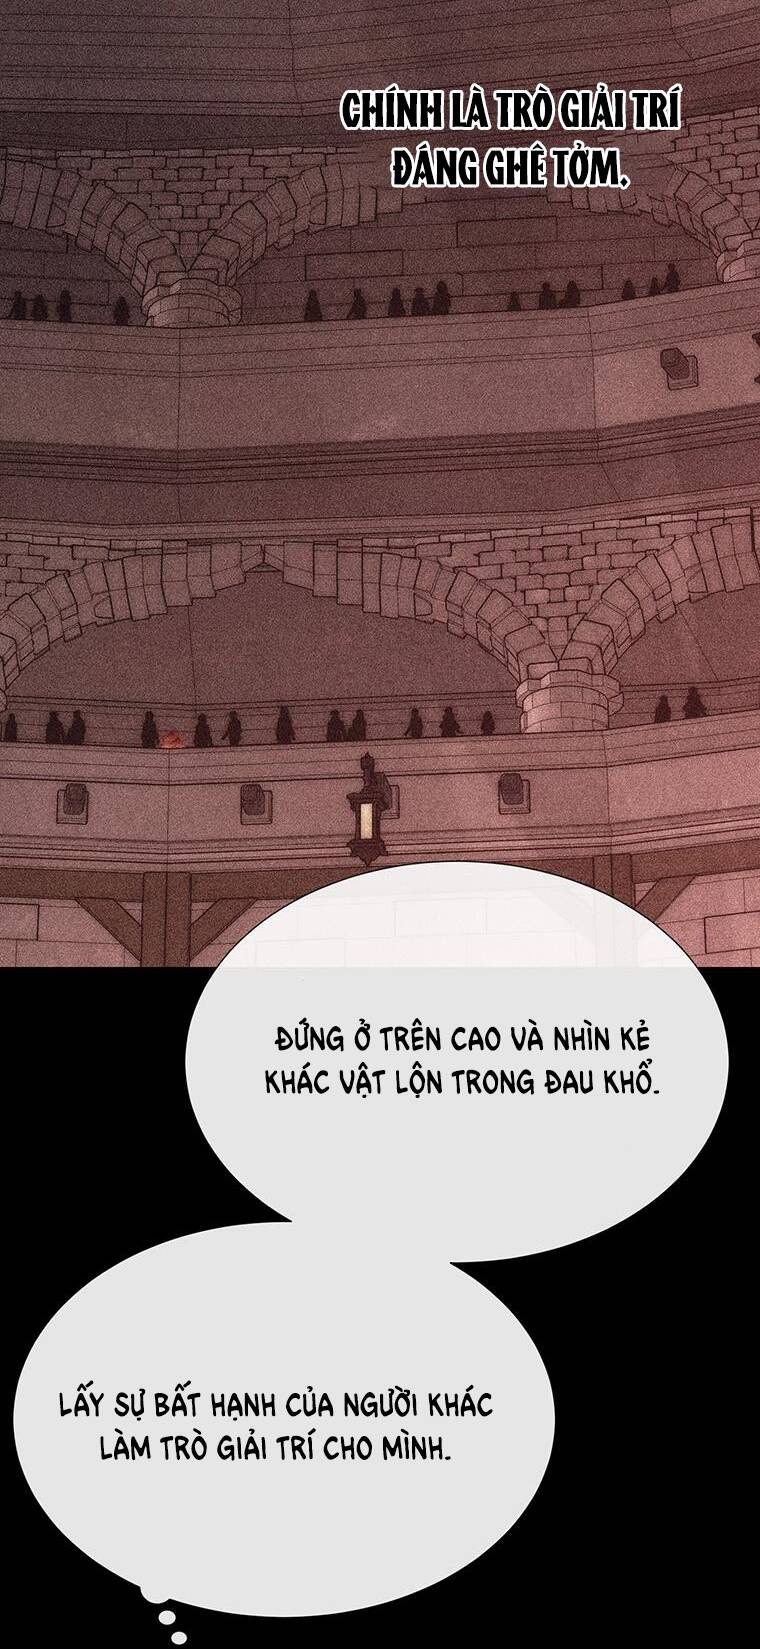 CHÍNH LÀ TRÒ GIẢI TRÍ
ĐÁNG GHÊ TỞM.
ĐỨNG Ở TRÊN CAO VÀ NHÌN KẺ
KHÁC VẬT LỘN TRONG ĐAU KHỔ.
LẤY SỰ BẤT HẠNH CỦA NGƯỜI KHÁC
LÀM TRÒ GIẢI TRÍ CHO MÌNH.